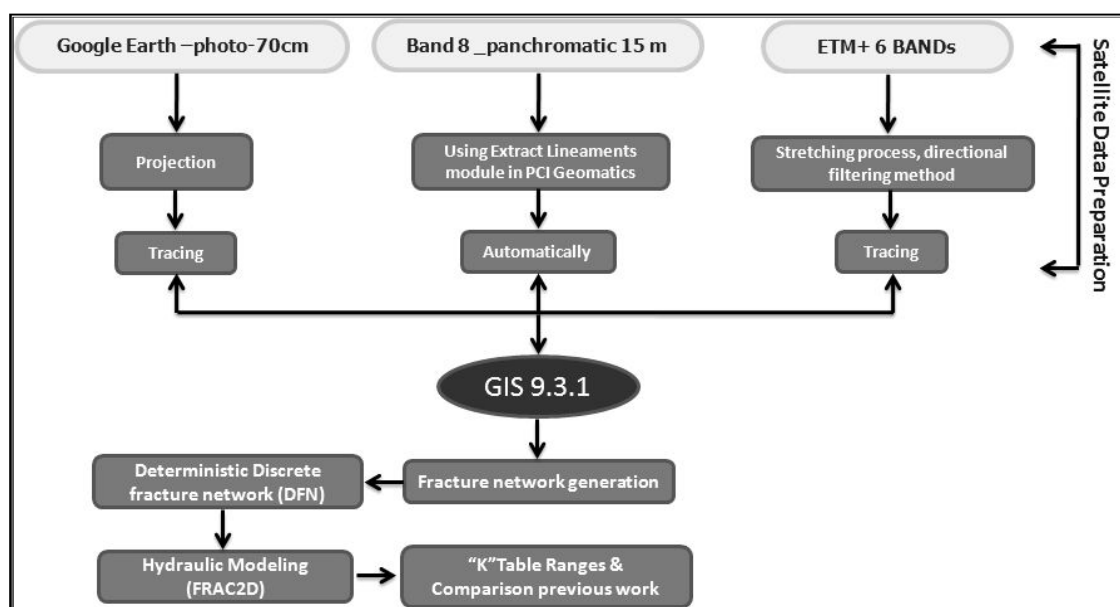 Google Earth –photo-70cm
Band 8 _panchromatic 15 m
ETM+ 6 BANDs
Satellite Data Preparation
Projection
Using Extract Lineaments
module in PCI Geomatics
Stretching process, directional
filtering method
Tracing
Automatically
Tracing
GIS 9.3.1
Deterministic Discrete
fracture network (DFN)
Fracture network generation
Hydraulic Modeling
(FRAC2D)
“K”Table Ranges &
Comparison previous work